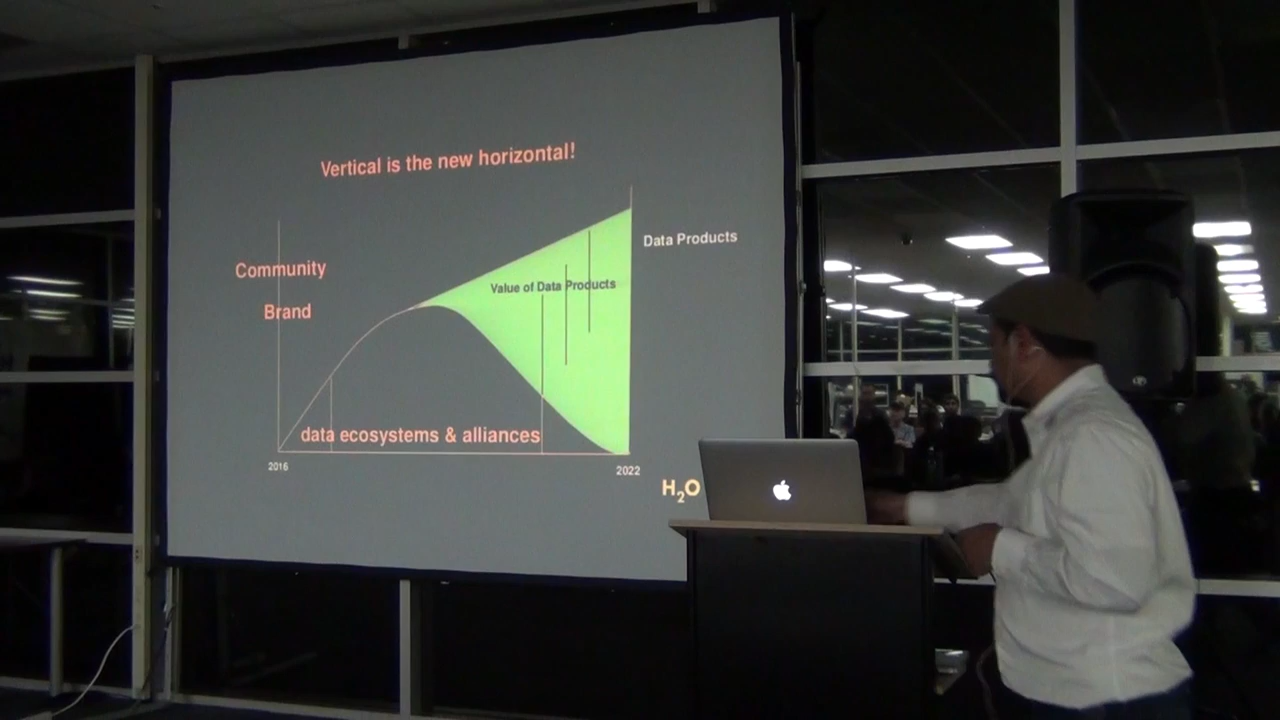 Vertical is the new horizontal!
Data Products
Community
Value of Data Products
Brand
data ecosystems & alliances
2016
2022
H2O